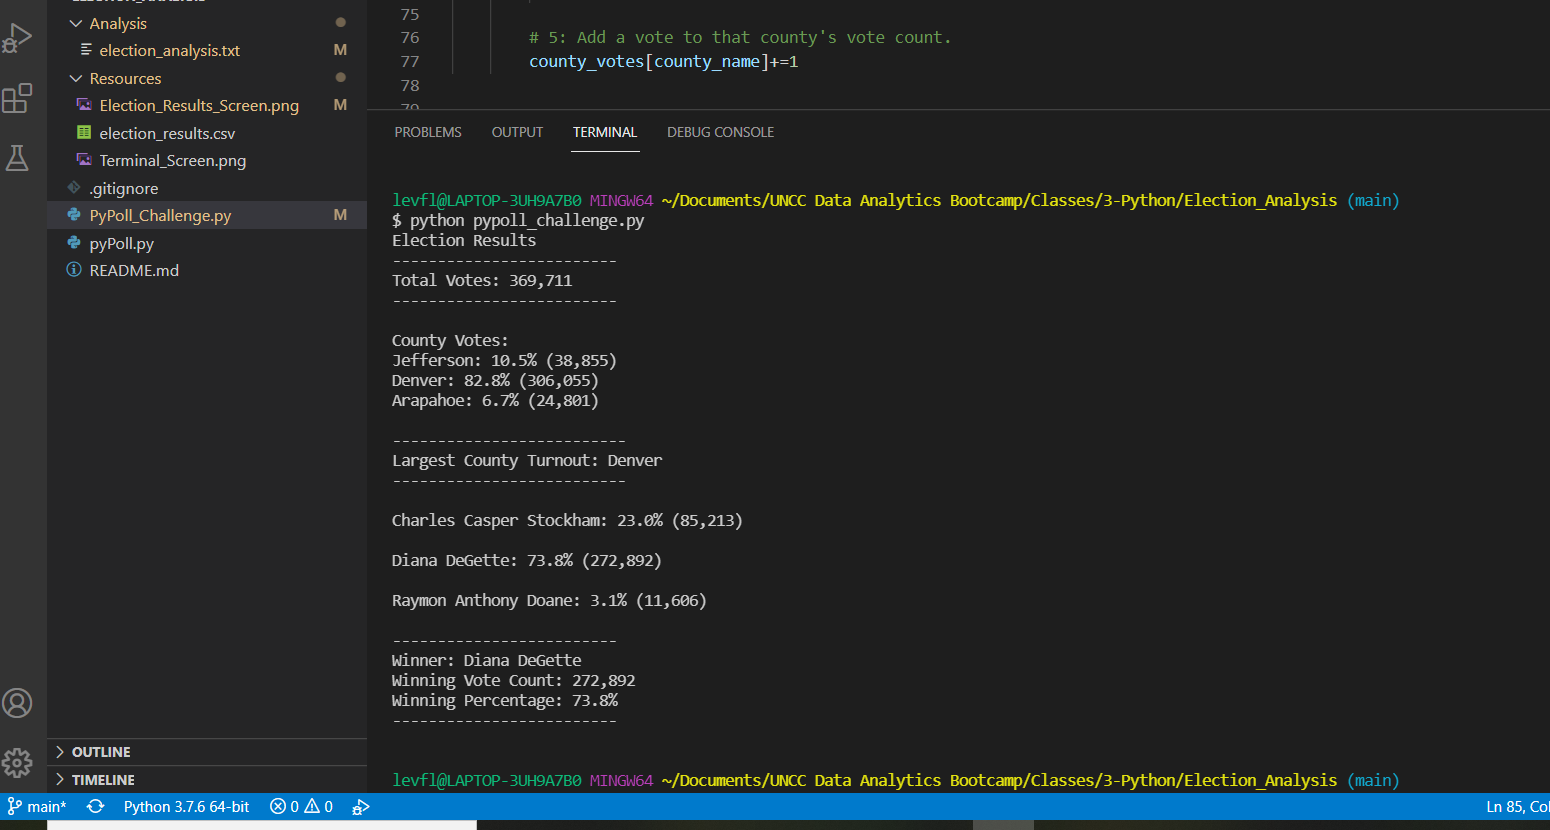 Analysis
election_analysis.txt M
Resources
Election_Results_Screen.png M
election_results.csv
Terminal_Screen.png
.gitignore
PyPoll_Challenge.py M
pyPoll.py
README.md
OUTLINE
TIMELINE
75
76 # 5: Add a vote to that county's vote count.
77 county_votes[county_name]+=1
78
PROBLEMS OUTPUT TERMINAL DEBUG CONSOLE
levfl@LAPTOP-3UH9A7B0 MINGW64 ~/Documents/UNCC Data Analytics Bootcamp/Classes/3-Python/Election_Analysis (main)
$ python pypoll_challenge.py
Election Results
-------------------------
Total Votes: 369,711
-------------------------
County Votes:
Jefferson: 10.5% (38,855)
Denver: 82.8% (306,055)
Arapahoe: 6.7% (24,801)
--------------------------
Largest County Turnout: Denver
--------------------------
Charles Casper Stockham: 23.0% (85,213)
Diana DeGette: 73.8% (272,892)
Raymon Anthony Doane: 3.1% (11,606)
-------------------------
Winner: Diana DeGette
Winning Vote Count: 272,892
Winning Percentage: 73.8%
-------------------------
levfl@LAPTOP-3UH9A7B0 MINGW64 ~/Documents/UNCC Data Analytics Bootcamp/Classes/3-Python/Election_Analysis (main)
main* Python 3.7.6 64-bit 0 0 Ln 85, Col